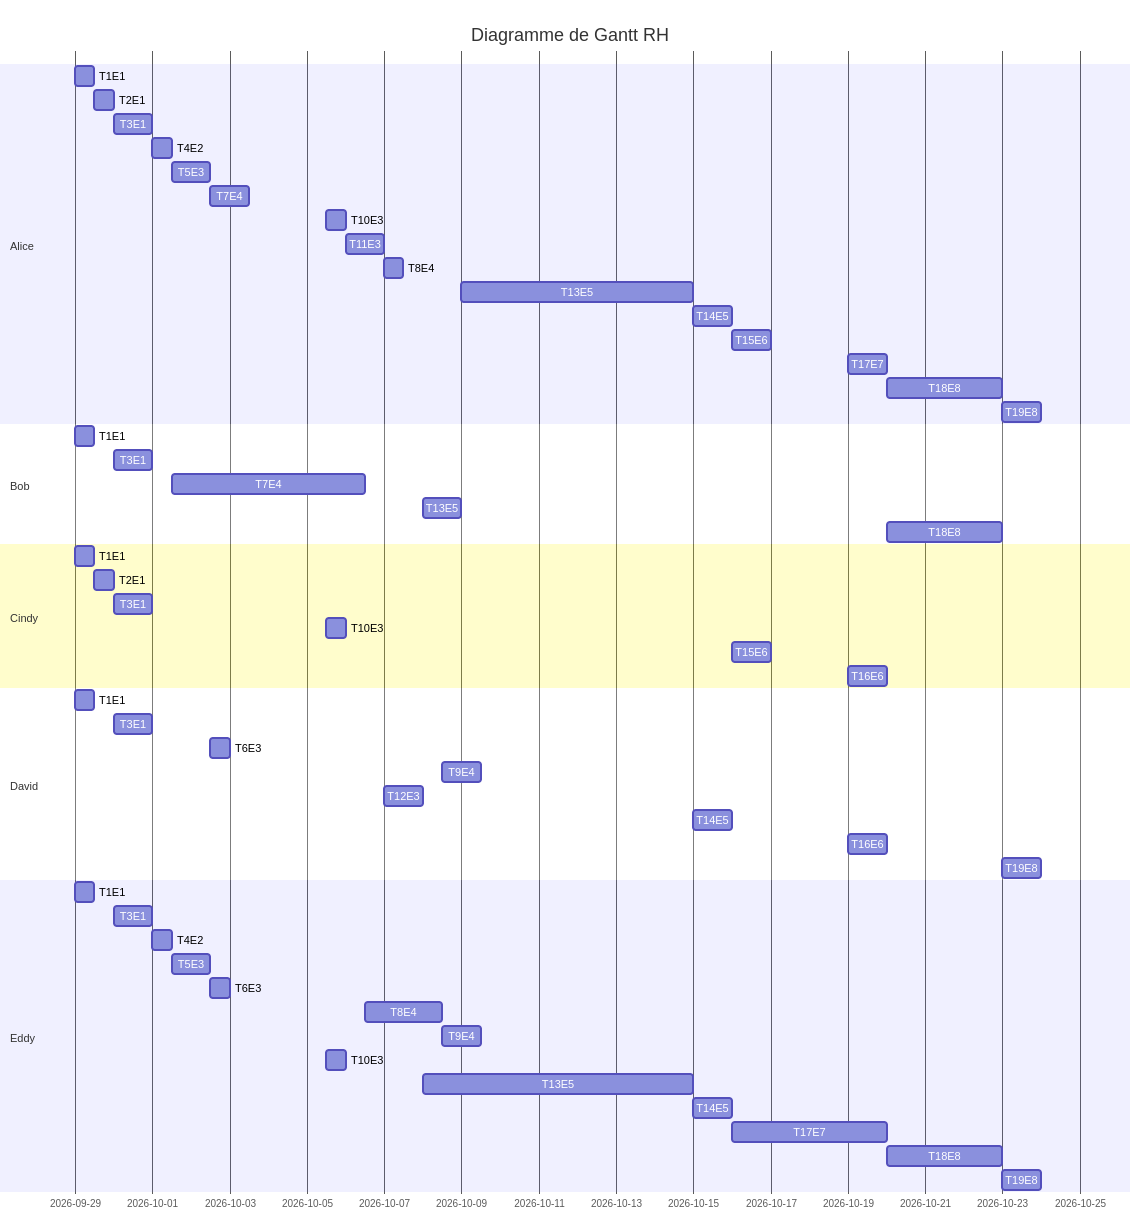 Diagramme de Gantt RH
T1E1
T2E1
T3E1
T4E2
T5E3
T7E4
T10E3
Alice
T11E3
T8E4
T13E5
T14E5
T15E6
T17E7
T18E8
T19E8
T1E1
T3E1
Bob
T7E4
T13E5
T18E8
T1E1
T2E1
T3E1
Cindy
T10E3
T15E6
T16E6
T1E1
T3E1
T6E3
T9E4
David
T12E3
T14E5
T16E6
T19E8
T1E1
T3E1
T4E2
T5E3
T6E3
T8E4
Eddy
T9E4
T10E3
T13E5
T14E5
T17E7
T18E8
T19E8
2026-09-29 2026-10-01 2026-10-03 2026-10-05 2026-10-07 2026-10-09 2026-10-11 2026-10-13 2026-10-15 2026-10-17 2026-10-19 2026-10-21 2026-10-23 2026-10-25